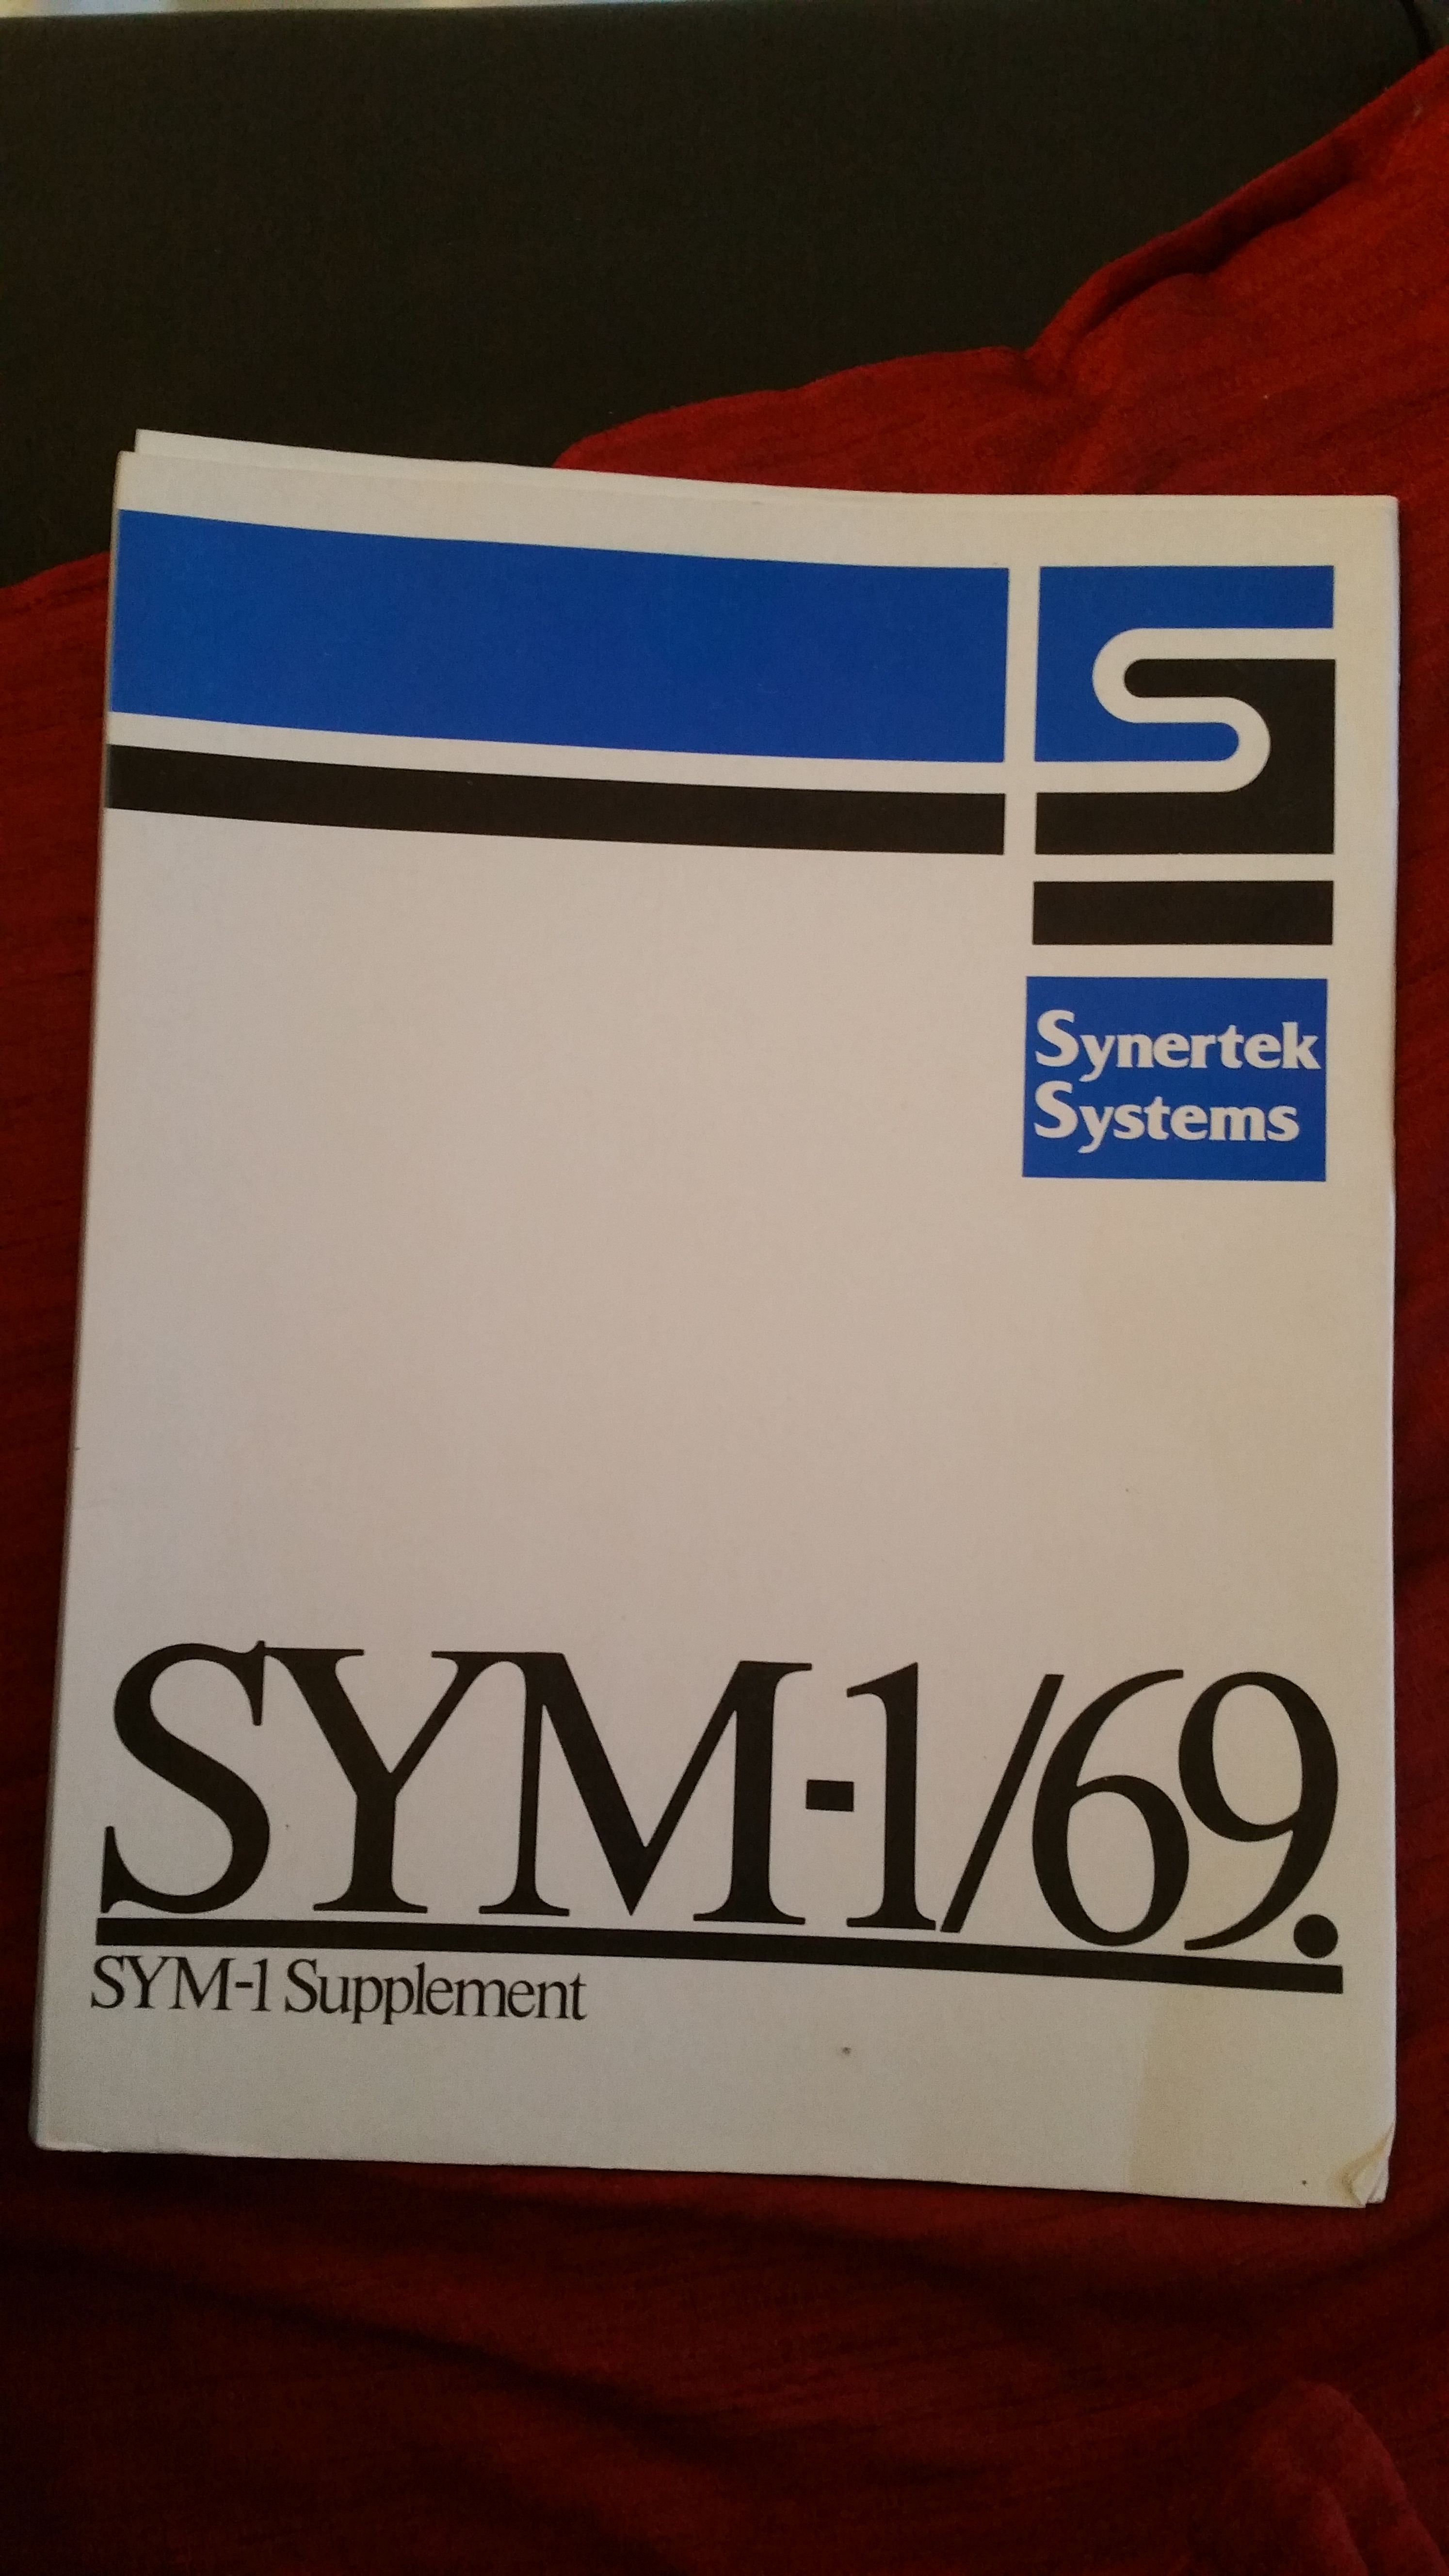 Synertek
Systems
SYM-1/69.
SYM-1 Supplement